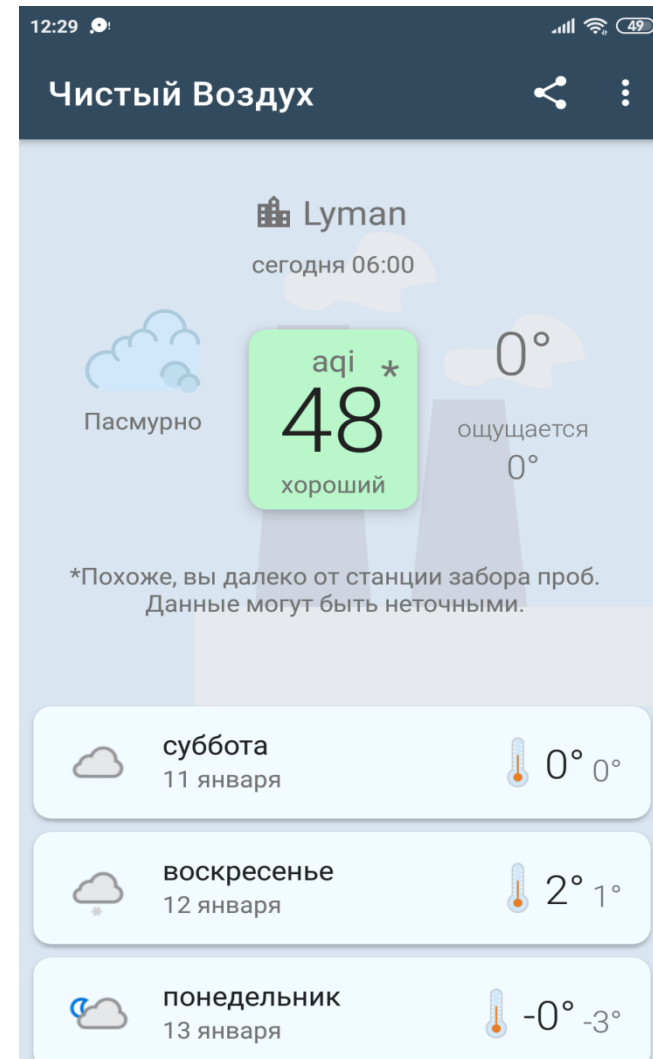 12:29
49
Чистый Воздух
Lyman
сегодня 06:00
aqi *
48
хороший
Пасмурно
0°
ощущается
0°
*Похоже, вы далеко от станции забора проб.
Данные могут быть неточными.
суббота
11 января
0° 0°
воскресенье
12 января
2° 1°
понедельник
13 января
-0° -3°